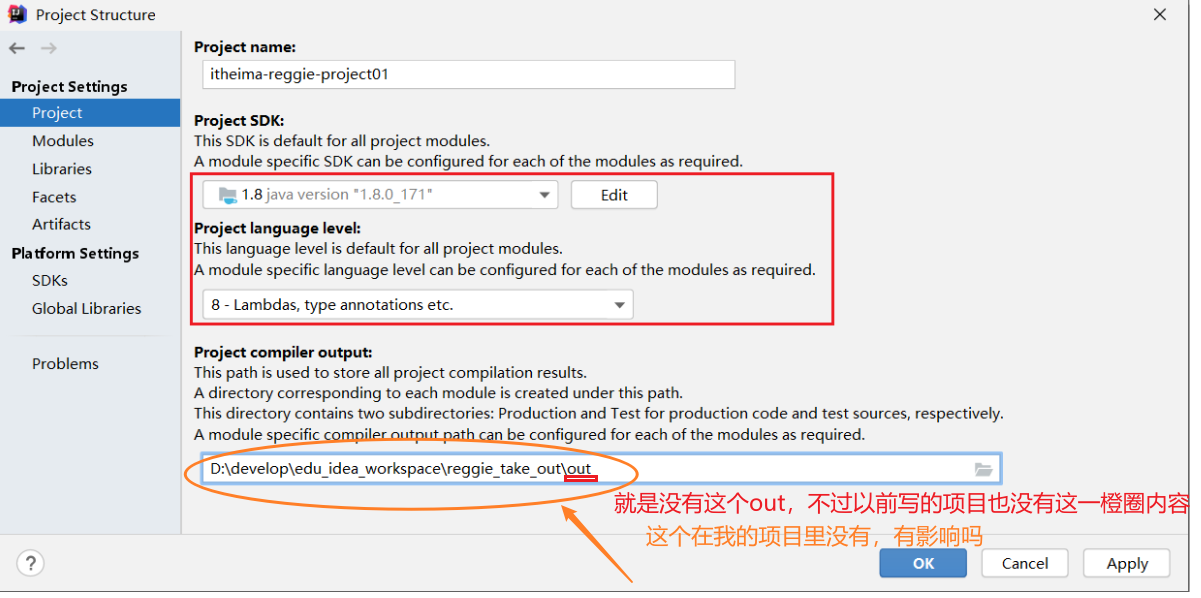 Project Structure
Project Settings
Project
Modules
Libraries
Facets
Artifacts
Platform Settings
SDKs
Global Libraries
Problems
Project name:
itheima-reggie-project01
Project SDK:
This SDK is default for all project modules.
A module specific SDK can be configured for each of the modules as required.
1.8 java version "1.8.0_171"
Edit
Project language level:
This language level is default for all project modules.
A module specific language level can be configured for each of the modules as required.
8 - Lambdas, type annotations etc.
Project compiler output:
This path is used to store all project compilation results.
A directory corresponding to each module is created under this path.
This directory contains two subdirectories: Production and Test for production code and test sources, respectively.
A module specific compiler output path can be configured for each of the modules as required.
D:\develop\edu_idea_workspace\reggie_take_out\out
就是没有这个out，不过以前写的项目也没有这一橙圈内容
这个在我的项目里没有，有影响吗
?
OK
Cancel
Apply